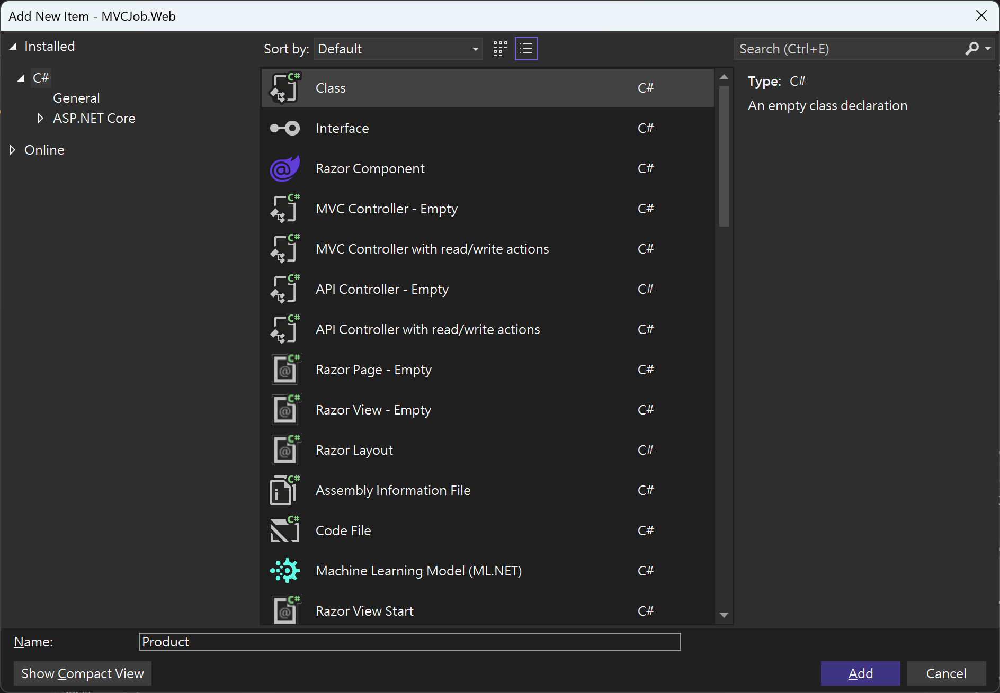 Add New Item - MVCJob.Web
Installed
C#
General
ASP.NET Core
Online
Sort by: Default
Search (Ctrl+E)
Class C#
Interface C#
Razor Component C#
MVC Controller - Empty C#
MVC Controller with read/write actions C#
API Controller - Empty C#
API Controller with read/write actions C#
Razor Page - Empty C#
Razor View - Empty C#
Razor Layout C#
Assembly Information File C#
Code File C#
Machine Learning Model (ML.NET) C#
Razor View Start C#
Type: C#
An empty class declaration
Name: Product
Show Compact View
Add
Cancel